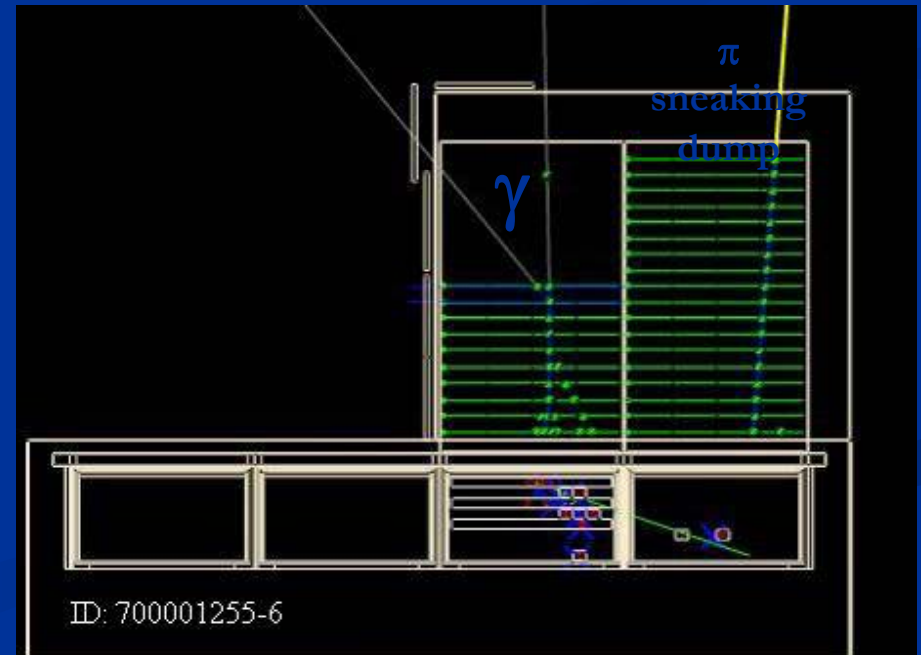 π
sneaking
dump
γ
ID: 700001255-6